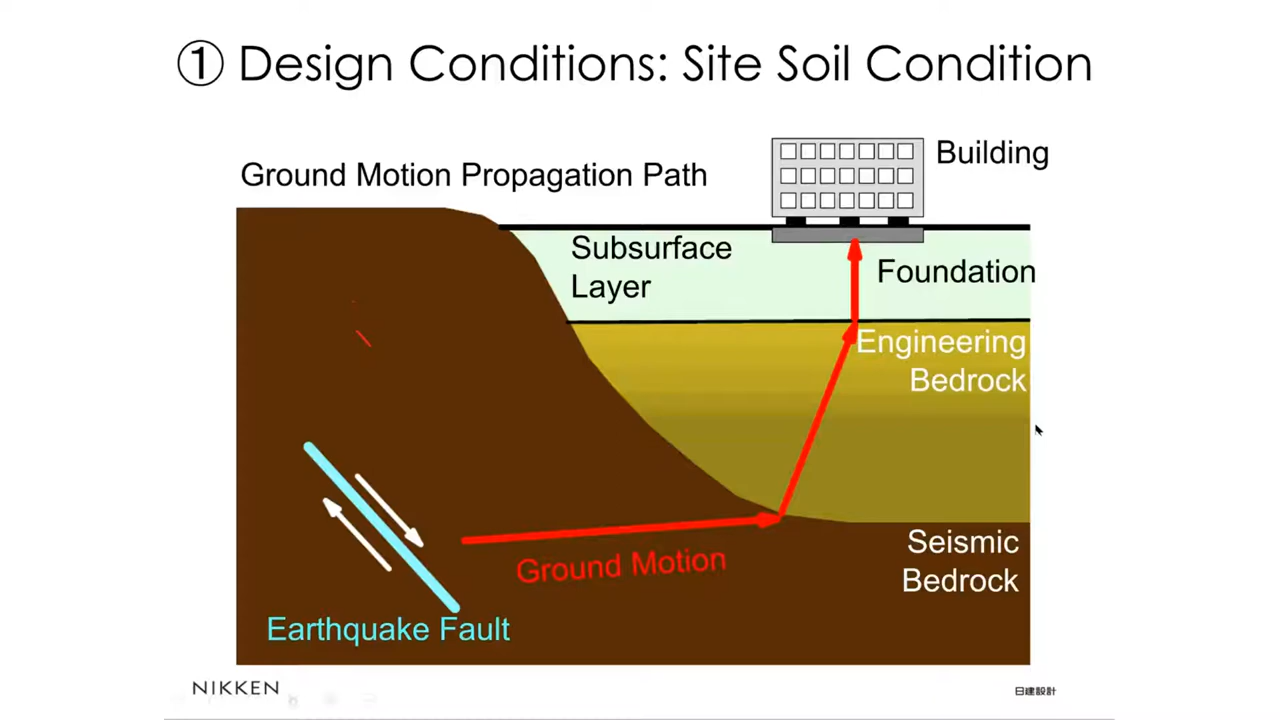 ① Design Conditions: Site Soil Condition
Ground Motion Propagation Path
Building
Subsurface
Layer
Foundation
Engineering
Bedrock
Ground Motion
Seismic
Bedrock
Earthquake Fault
NIKKEN
日建設計